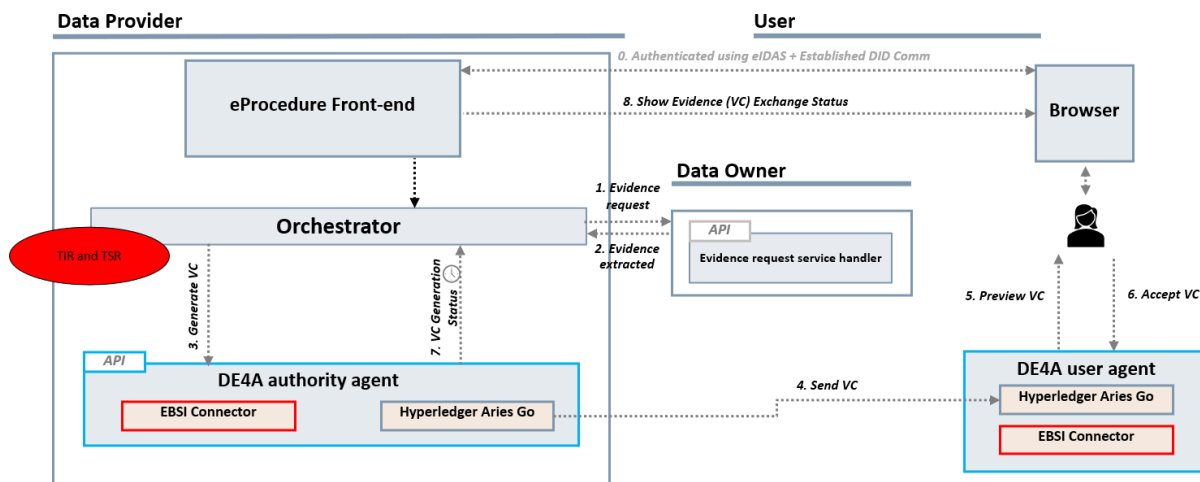 Data Provider
User
0. Authenticated using eIDAS + Established DID Comm
eProcedure Front-end
8. Show Evidence (VC) Exchange Status
Browser
Data Owner
1. Evidence
request
Orchestrator
API
TIR and TSR
2. Evidence
extracted
Evidence request service handler
3. Generate VC
7. VC Generation
Status
5. Preview VC
6. Accept VC
API
DE4A authority agent
DE4A user agent
4. Send VC
Hyperledger Aries Go
EBSI Connector
Hyperledger Aries Go
EBSI Connector